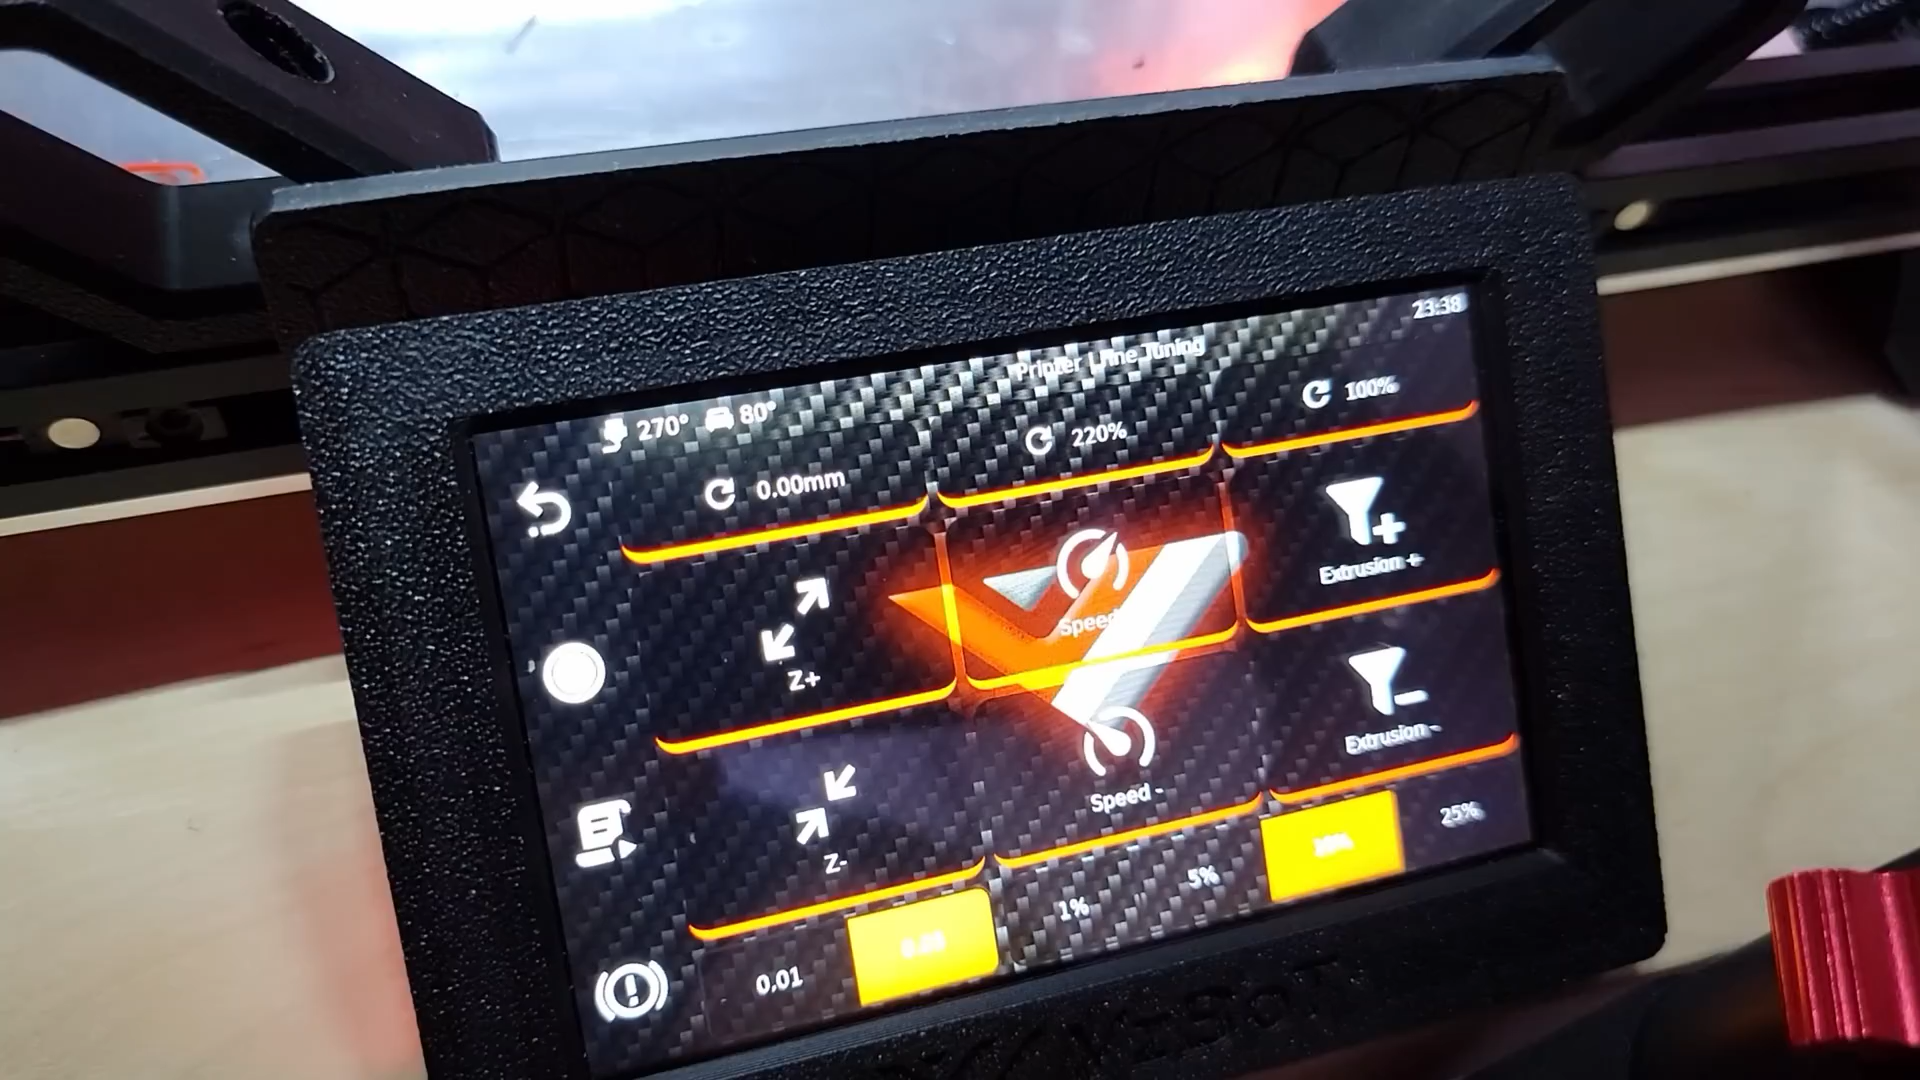 23:38
Printer | Fine Tuning
270° 80°
0.00mm 220% 100%
Z+ Speed Extrusion +
Z- Speed - Extrusion -
0.01 1% 5% 25%